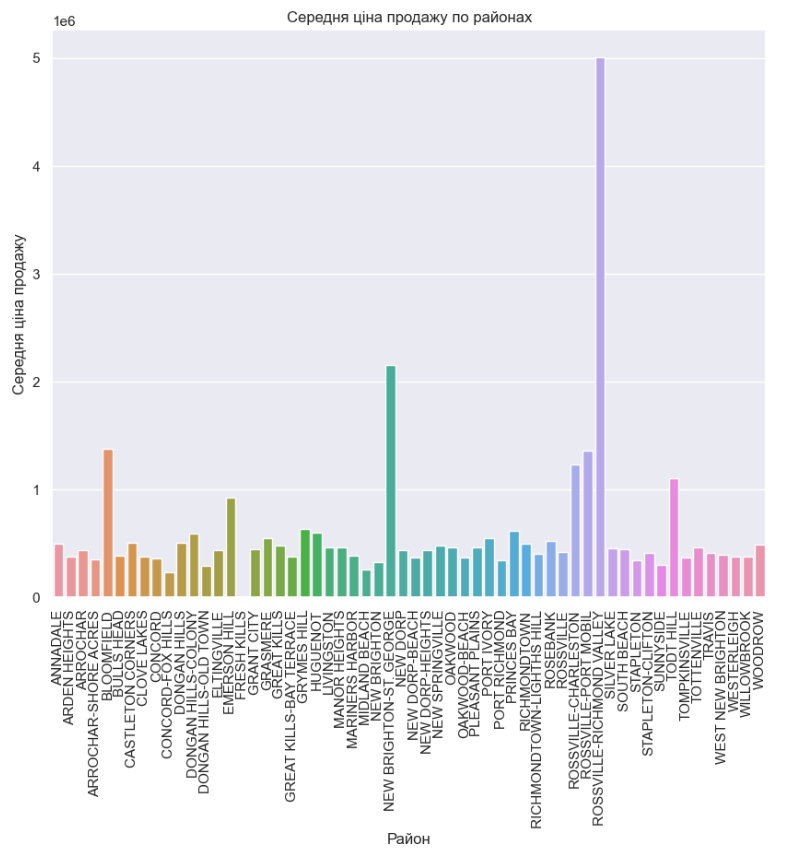 Середня ціна продажу по районах
1e6
5
4
3
2
1
0
Середня ціна продажу
ANNADALE
ARDEN HEIGHTS
ARROCHAR
ARROCHAR-SHORE ACRES
BLOOMFIELD
BULLS HEAD
CASTLETON CORNERS
CLOVE LAKES
CONCORD
CONCORD-FOX HILLS
DONGAN HILLS
DONGAN HILLS-COLONY
DONGAN HILLS-OLD TOWN
ELTINGVILLE
EMERSON HILL
FRESH KILLS
GRANT CITY
GRASMERE
GREAT KILLS
GREAT KILLS-BAY TERRACE
GRYMES HILL
HUGUENOT
LIVINGSTON
MANOR HEIGHTS
MARINERS HARBOR
MIDLAND BEACH
NEW BRIGHTON
NEW BRIGHTON-ST. GEORGE
NEW DORP
NEW DORP-BEACH
NEW DORP-HEIGHTS
NEW SPRINGVILLE
OAKWOOD
OAKWOOD-BEACH
PLEASANT PLAINS
PORT IVORY
PORT RICHMOND
PRINCES BAY
RICHMONDTOWN
RICHMONDTOWN-LIGHTHS HILL
ROSEBANK
ROSSVILLE
ROSSVILLE-CHARLESTON
ROSSVILLE-PORT MOBIL
ROSSVILLE-RICHMOND VALLEY
SILVER LAKE
SOUTH BEACH
STAPLETON
STAPLETON-CLIFTON
SUNNYSIDE
TODT HILL
TOMPKINSVILLE
TOTTENVILLE
TRAVIS
WEST NEW BRIGHTON
WESTERLEIGH
WILLOWBROOK
WOODROW
Район